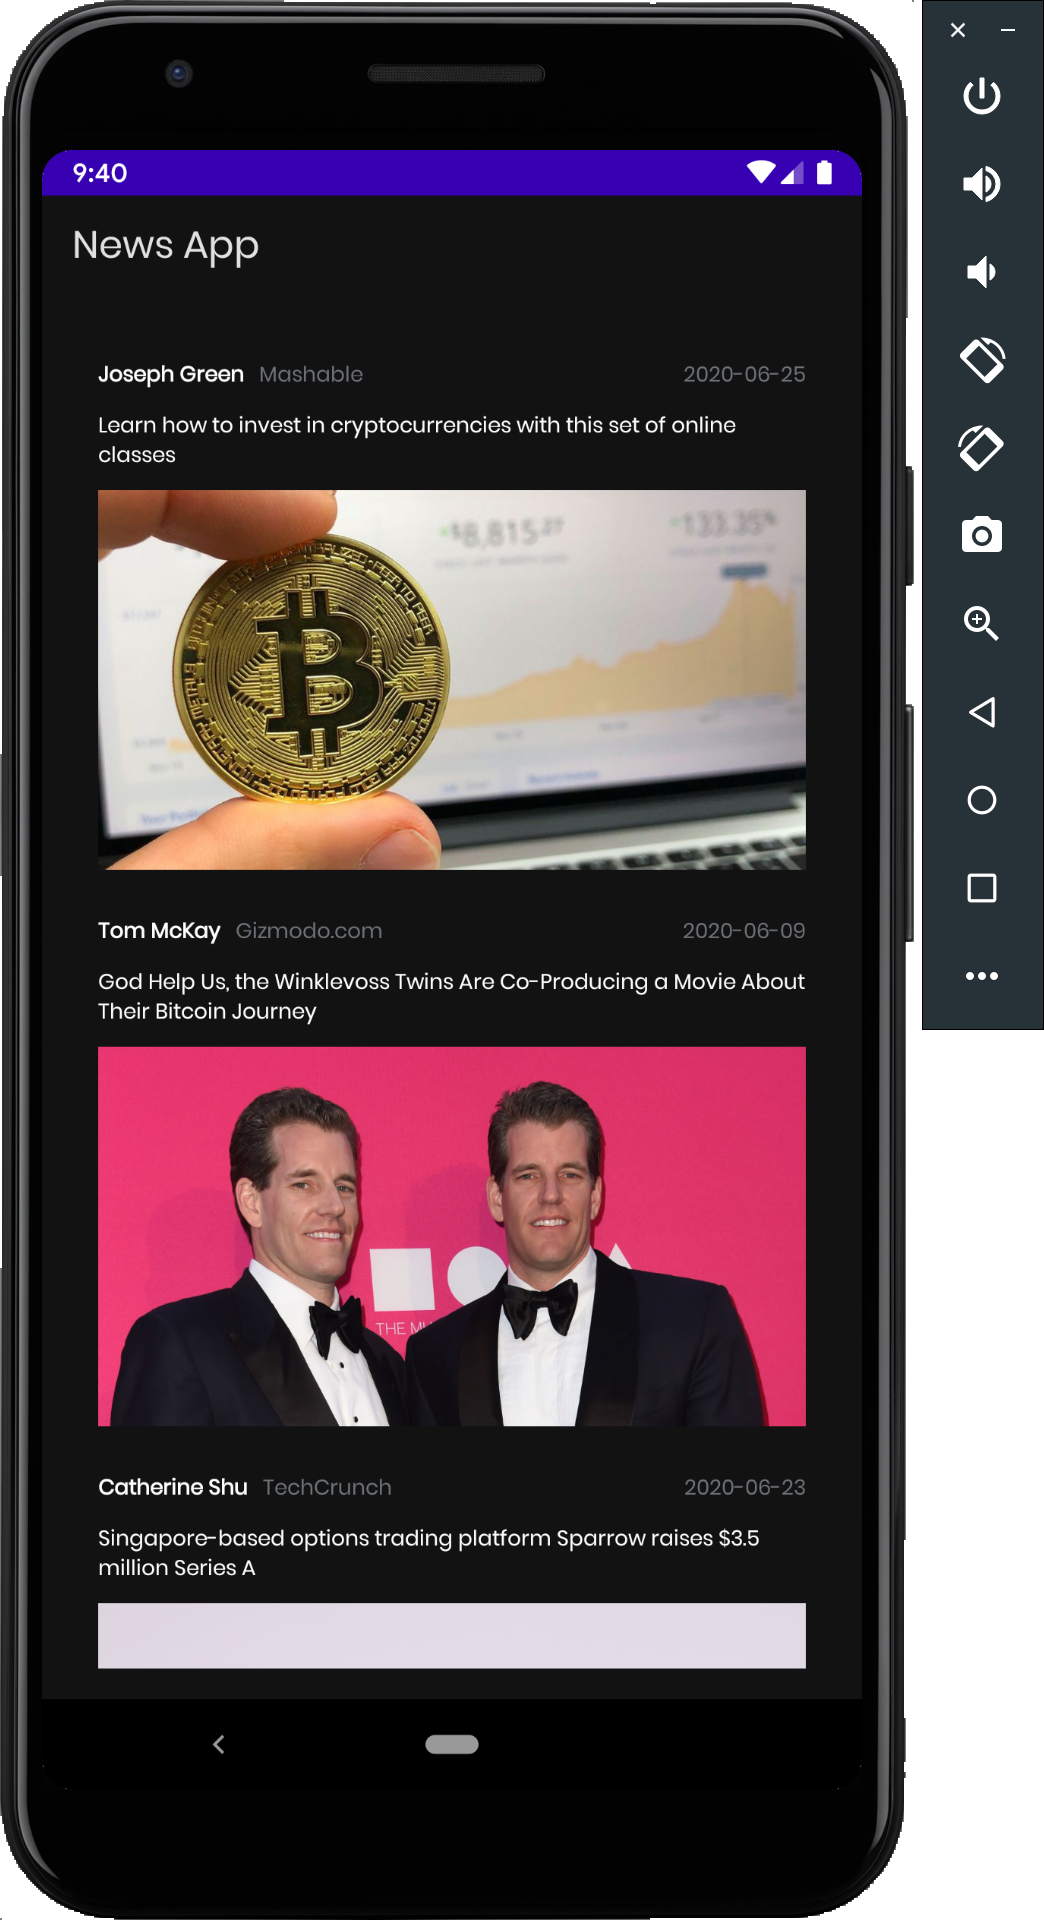 9:40
News App
Joseph Green Mashable 2020-06-25
Learn how to invest in cryptocurrencies with this set of online
classes
$8,815.27
133.35%
B
Tom McKay Gizmodo.com 2020-06-09
God Help Us, the Winklevoss Twins Are Co-Producing a Movie About
Their Bitcoin Journey
THE
Catherine Shu TechCrunch 2020-06-23
Singapore-based options trading platform Sparrow raises $3.5
million Series A